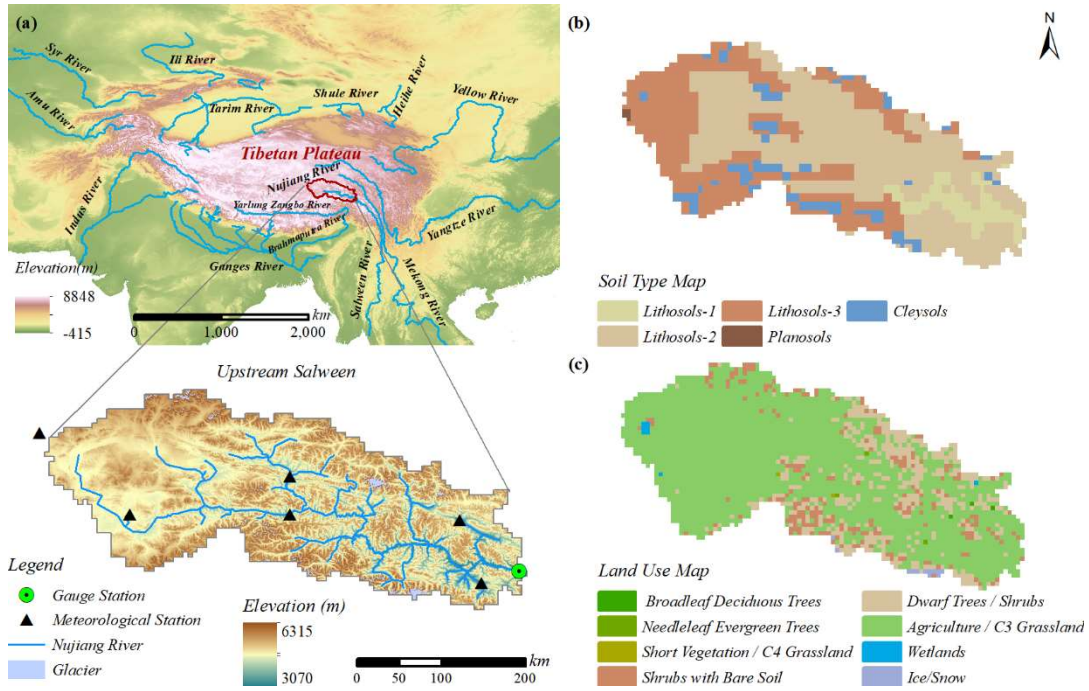 (a)
Syr River
Ili River
Amu River
Tarim River
Shule River
Heihe River
Yellow River
Tibetan Plateau
Nujiang River
Indus River
Yarlung Zangbo River
Brahmaputra River
Yangtze River
Ganges River
Salween River
Mekong River
Elevation(m)
8848
-415
km
0 1,000 2,000
Upstream Salween
Legend
Gauge Station
Meteorological Station
Nujiang River
Glacier
Elevation (m)
6315
3070
km
0 50 100 200
(b)
N
Soil Type Map
Lithosols-1 Lithosols-3 Cleysols
Lithosols-2 Planosols
(c)
Land Use Map
Broadleaf Deciduous Trees Dwarf Trees / Shrubs
Needleleaf Evergreen Trees Agriculture / C3 Grassland
Short Vegetation / C4 Grassland Wetlands
Shrubs with Bare Soil Ice/Snow